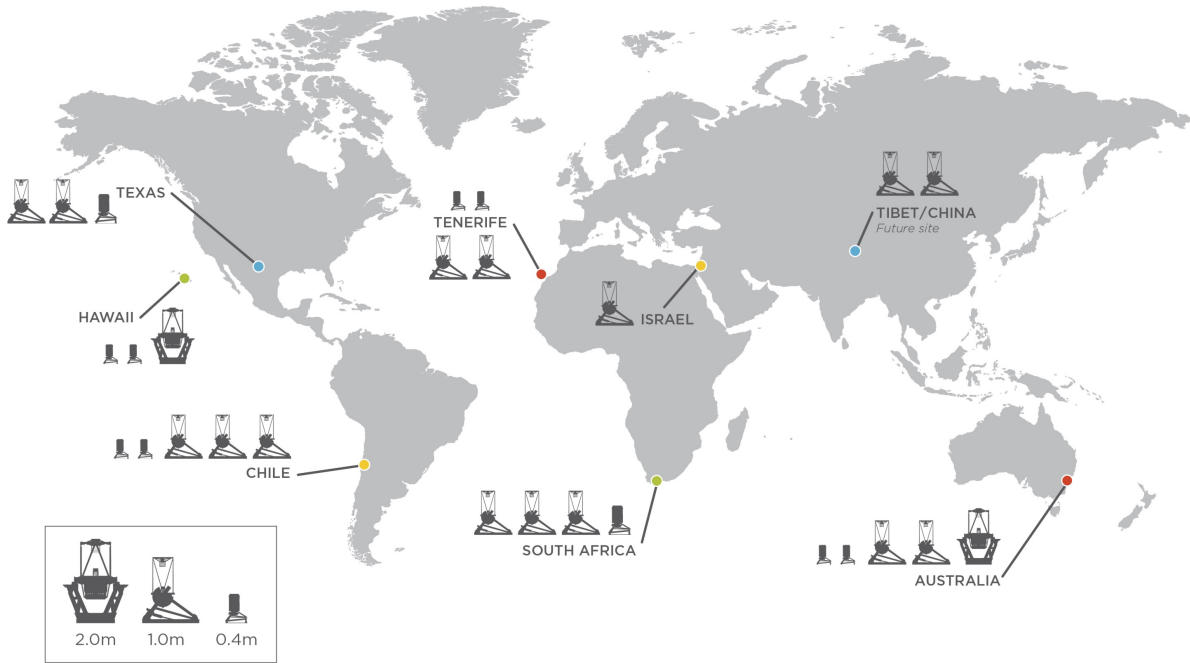 TEXAS
TENERIFE
TIBET/CHINA
Future site
HAWAII
ISRAEL
CHILE
SOUTH AFRICA
AUSTRALIA
2.0m 1.0m 0.4m